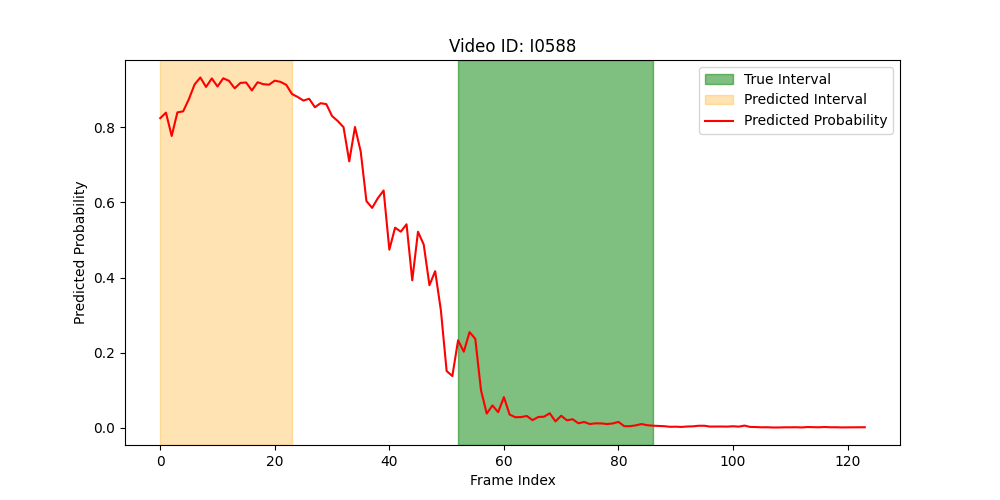 Video ID: I0588
True Interval
Predicted Interval
Predicted Probability
Predicted Probability
0.8
0.6
0.4
0.2
0.0
0 20 40 60 80 100 120
Frame Index